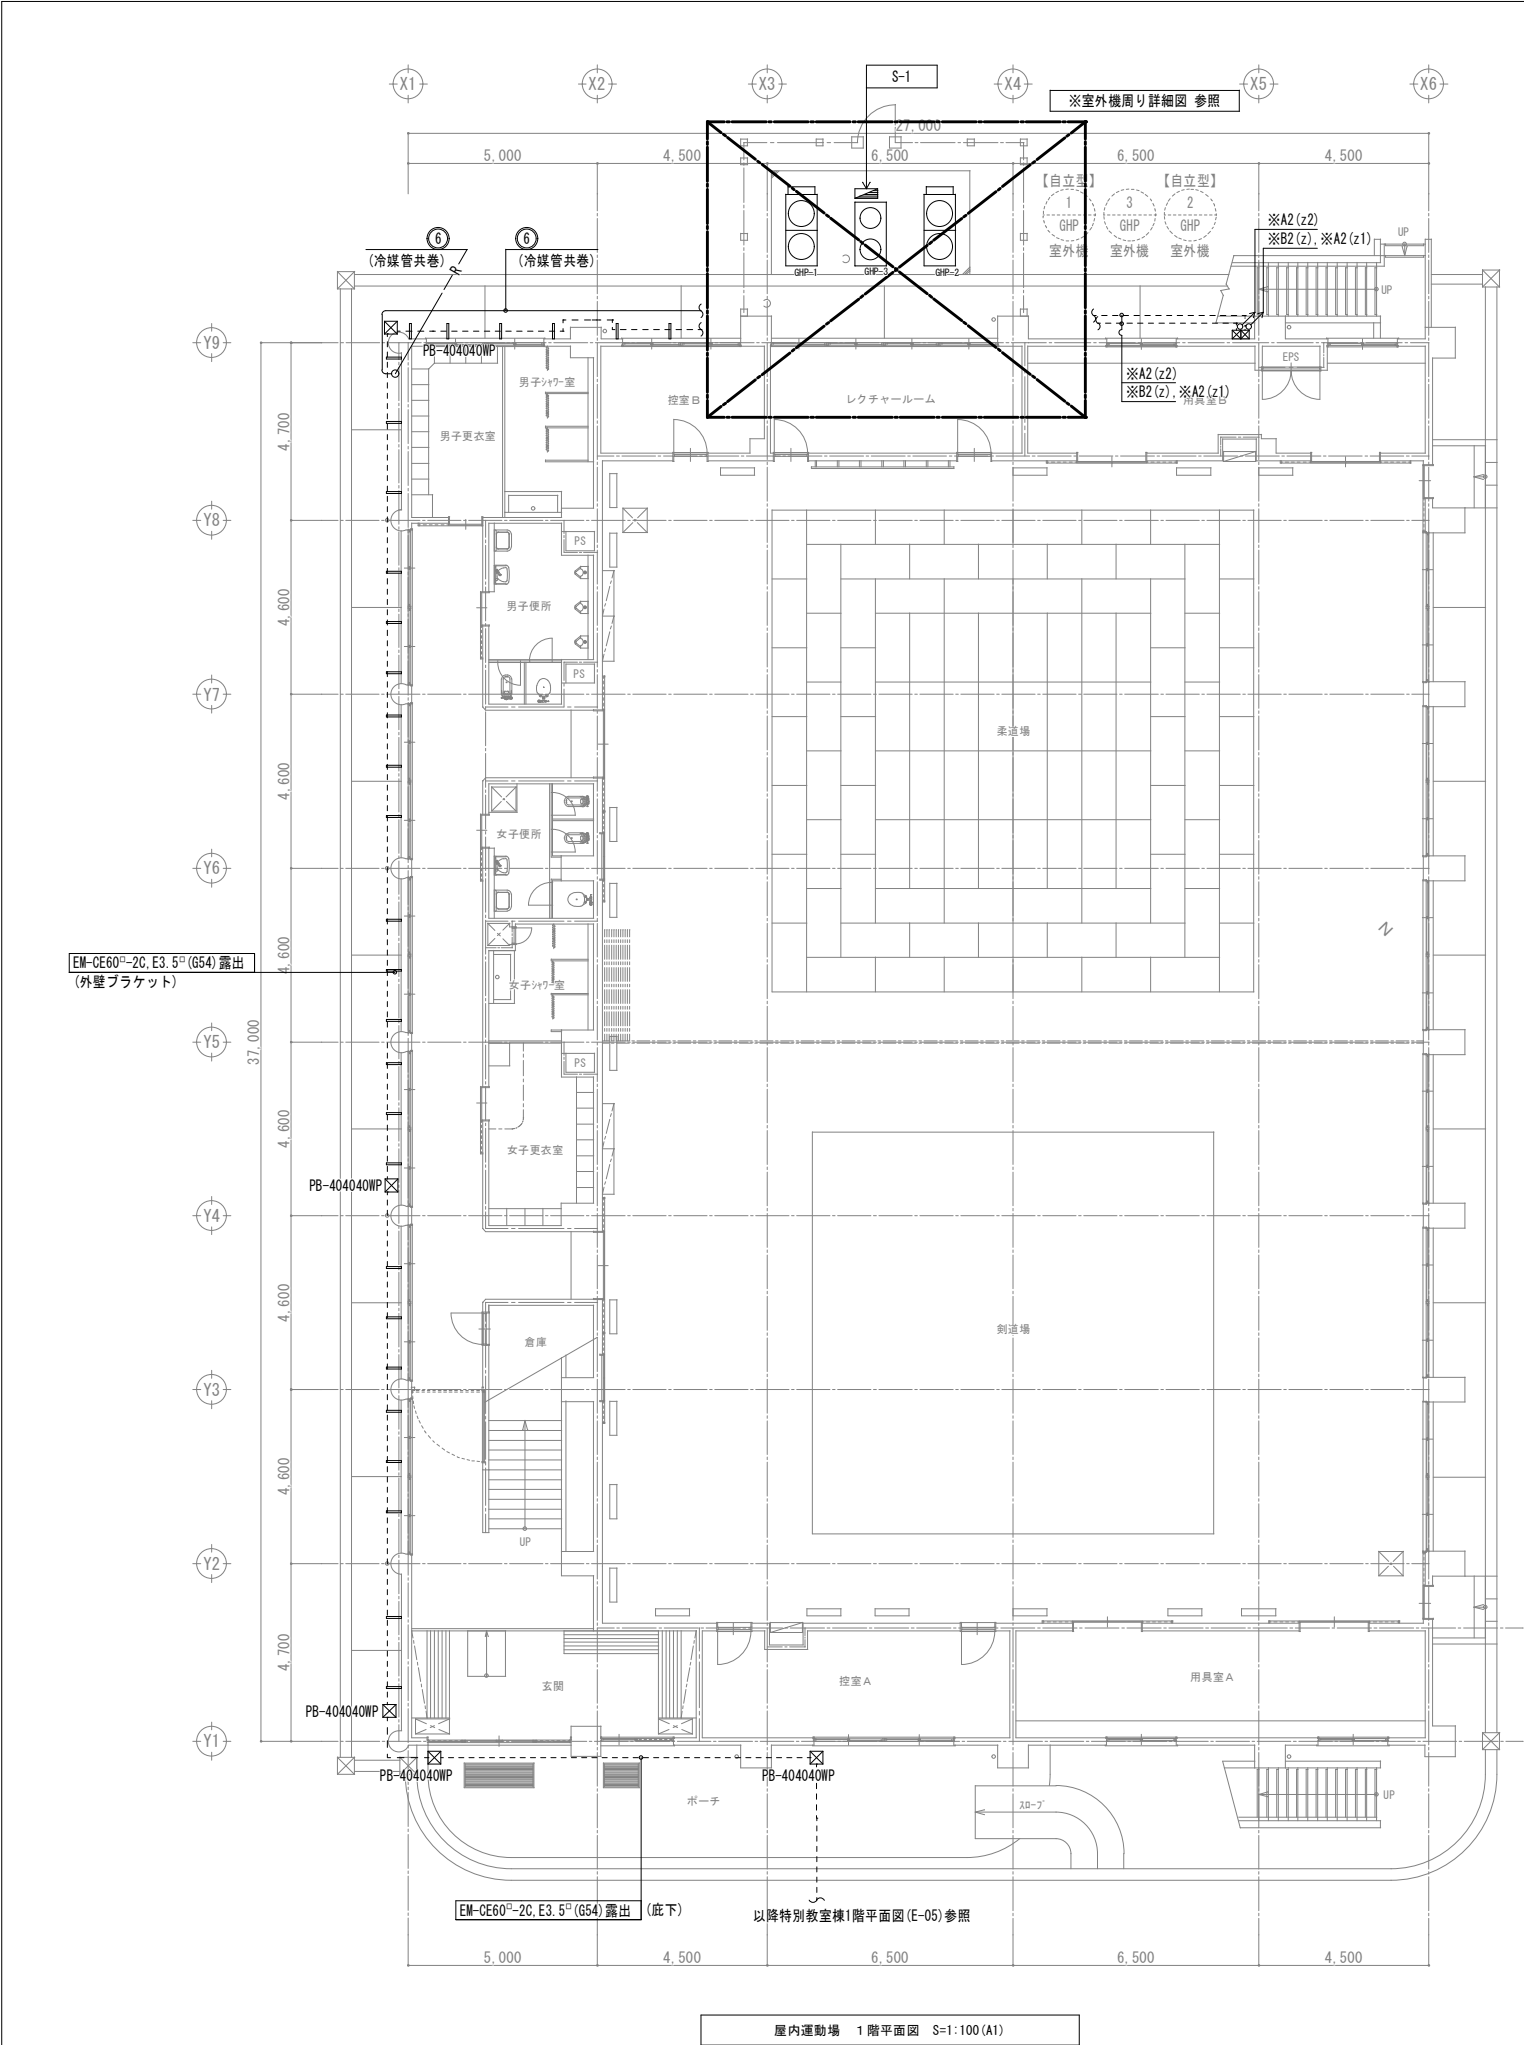 S-1
X1
X2
X3
X4
X5
X6
※室外機周り詳細図 参照
27,000
5,000
4,500
6,500
6,500
4,500
【自立型】
【自立型】
1
GHP
室外機
3
GHP
室外機
2
GHP
室外機
GHP-1
GHP-3
GHP-2
6
(冷媒管共巻)
6
(冷媒管共巻)
R
※A2(z2)
※B2(z),※A2(z1)
UP
UP
Y9
PB-404040WP
EPS
※A2(z2)
※B2(z),※A2(z1)
男子シャワー室
控室B
レクチャールーム
用具室B
男子更衣室
4,700
Y8
PS
男子便所
4,600
PS
Y7
柔道場
4,600
女子便所
Y6
N
4,600
EM-CE60□-2C,E3.5□(G54)露出
(外壁ブラケット)
女子シャワー室
37,000
Y5
PS
4,600
女子更衣室
PB-404040WP
Y4
4,600
倉庫
剣道場
Y3
4,600
UP
Y2
4,700
玄関
控室A
用具室A
PB-404040WP
Y1
PB-404040WP
PB-404040WP
ポーチ
スロープ
UP
EM-CE60□-2C,E3.5□(G54)露出 (庇下)
以降特別教室棟1階平面図(E-05)参照
5,000
4,500
6,500
6,500
4,500
屋内運動場 1階平面図 S=1:100(A1)